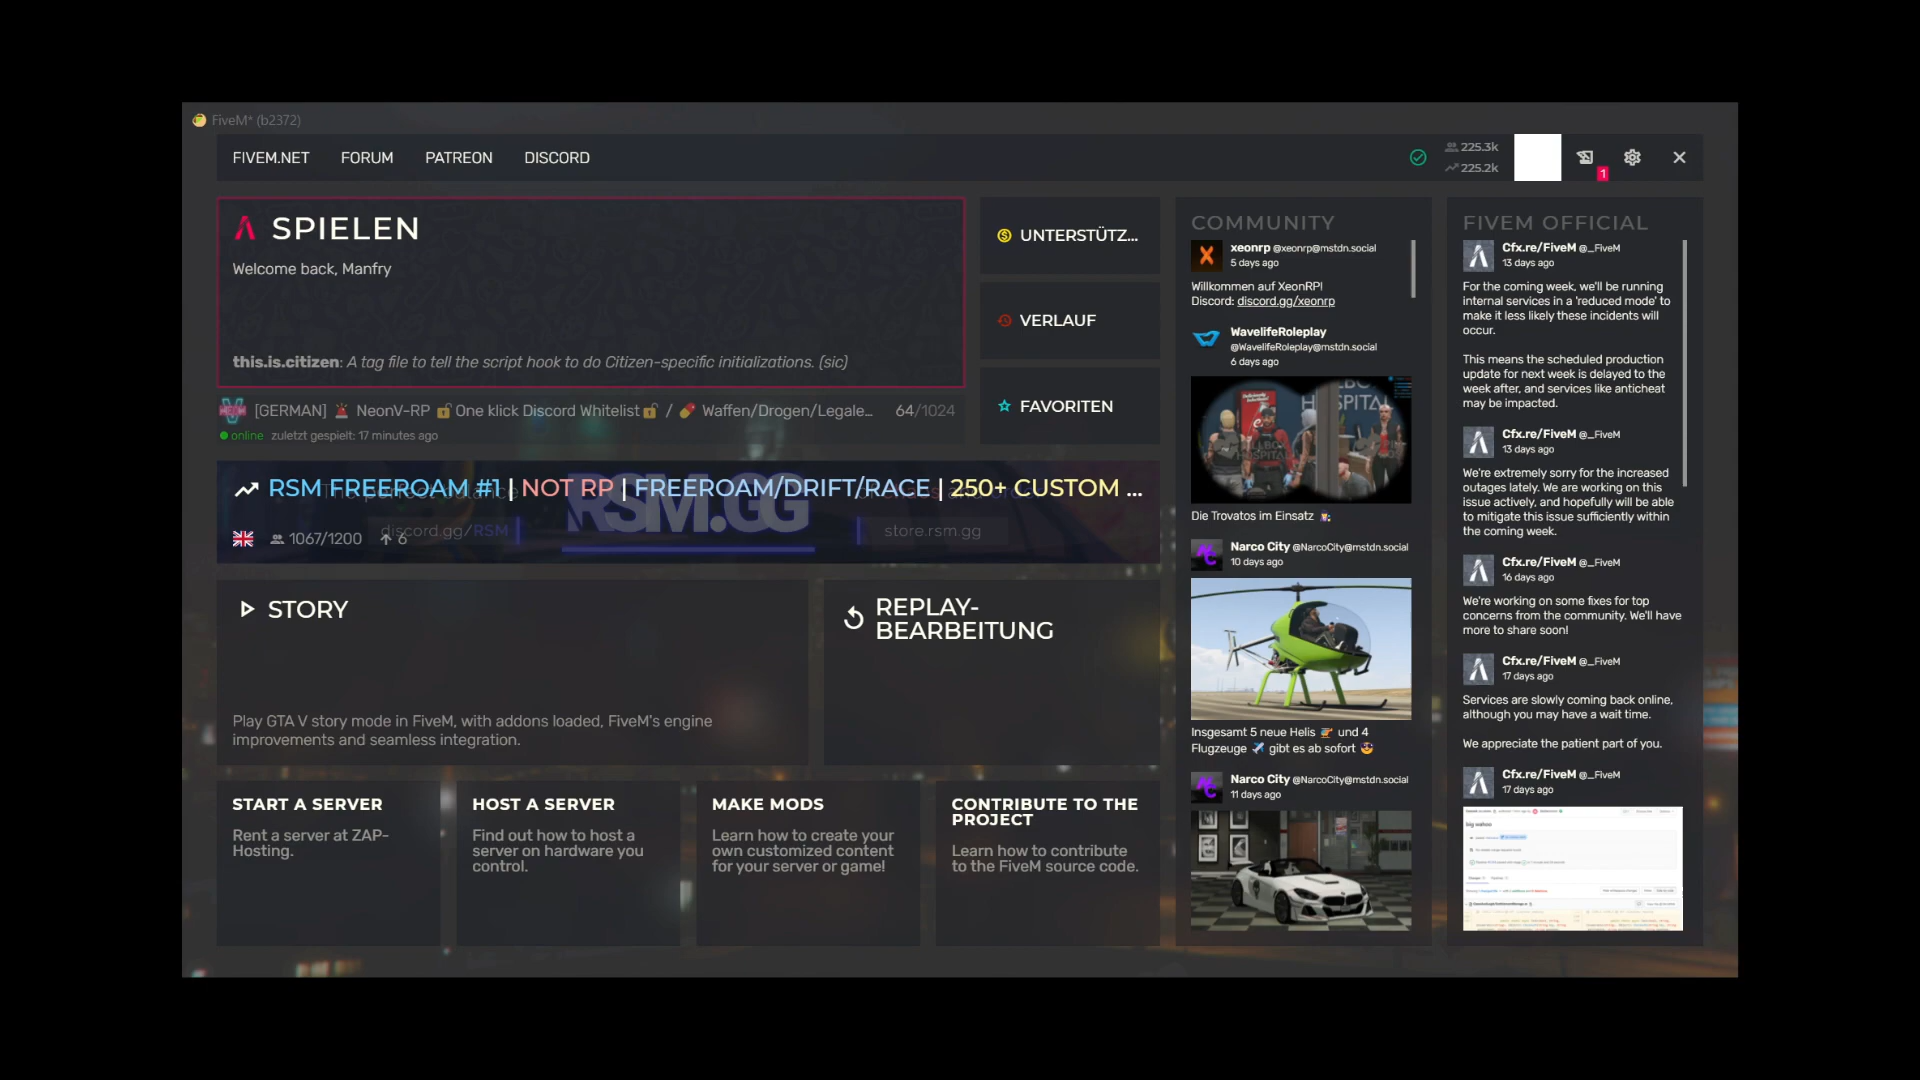 FiveM* (b2372)
FIVEM.NET
FORUM
PATREON
DISCORD
225.3k
225.2k
1
SPIELEN
Welcome back, Manfry
this.is.citizen: A tag file to tell the script hook to do Citizen-specific initializations. (sic)
[GERMAN] 🚨 NeonV-RP 🔓One klick Discord Whitelist🔓 / 💊 Waffen/Drogen/Legale...
64/1024
online zuletzt gespielt: 17 minutes ago
UNTERSTÜTZ...
VERLAUF
FAVORITEN
RSM FREEROAM #1 | NOT RP | FREEROAM/DRIFT/RACE | 250+ CUSTOM ...
RSM.GG
discord.gg/RSM
store.rsm.gg
1067/1200
6
STORY
Play GTA V story mode in FiveM, with addons loaded, FiveM's engine
improvements and seamless integration.
REPLAY-
BEARBEITUNG
START A SERVER
Rent a server at ZAP-
Hosting.
HOST A SERVER
Find out how to host a
server on hardware you
control.
MAKE MODS
Learn how to create your
own customized content
for your server or game!
CONTRIBUTE TO THE
PROJECT
Learn how to contribute
to the FiveM source code.
COMMUNITY
xeonrp @xeonrp@mstdn.social
5 days ago
Willkommen auf XeonRP!
Discord: discord.gg/xeonrp
WavelifeRoleplay
@WavelifeRoleplay@mstdn.social
6 days ago
Die Trovatos im Einsatz
Narco City @NarcoCity@mstdn.social
10 days ago
Insgesamt 5 neue Helis 🚁 und 4
Flugzeuge ✈️ gibt es ab sofort
Narco City @NarcoCity@mstdn.social
11 days ago
FIVEM OFFICIAL
Cfx.re/FiveM @_FiveM
13 days ago
For the coming week, we'll be running
internal services in a 'reduced mode' to
make it less likely these incidents will
occur.
This means the scheduled production
update for next week is delayed to the
week after, and services like anticheat
may be impacted.
Cfx.re/FiveM @_FiveM
13 days ago
We're extremely sorry for the increased
outages lately. We are working on this
issue actively, and hopefully will be able
to mitigate this issue sufficiently within
the coming week.
Cfx.re/FiveM @_FiveM
16 days ago
We're working on some fixes for top
concerns from the community. We'll have
more to share soon!
Cfx.re/FiveM @_FiveM
17 days ago
Services are slowly coming back online,
although you may have a wait time.
We appreciate the patient part of you.
Cfx.re/FiveM @_FiveM
17 days ago
big wahoo